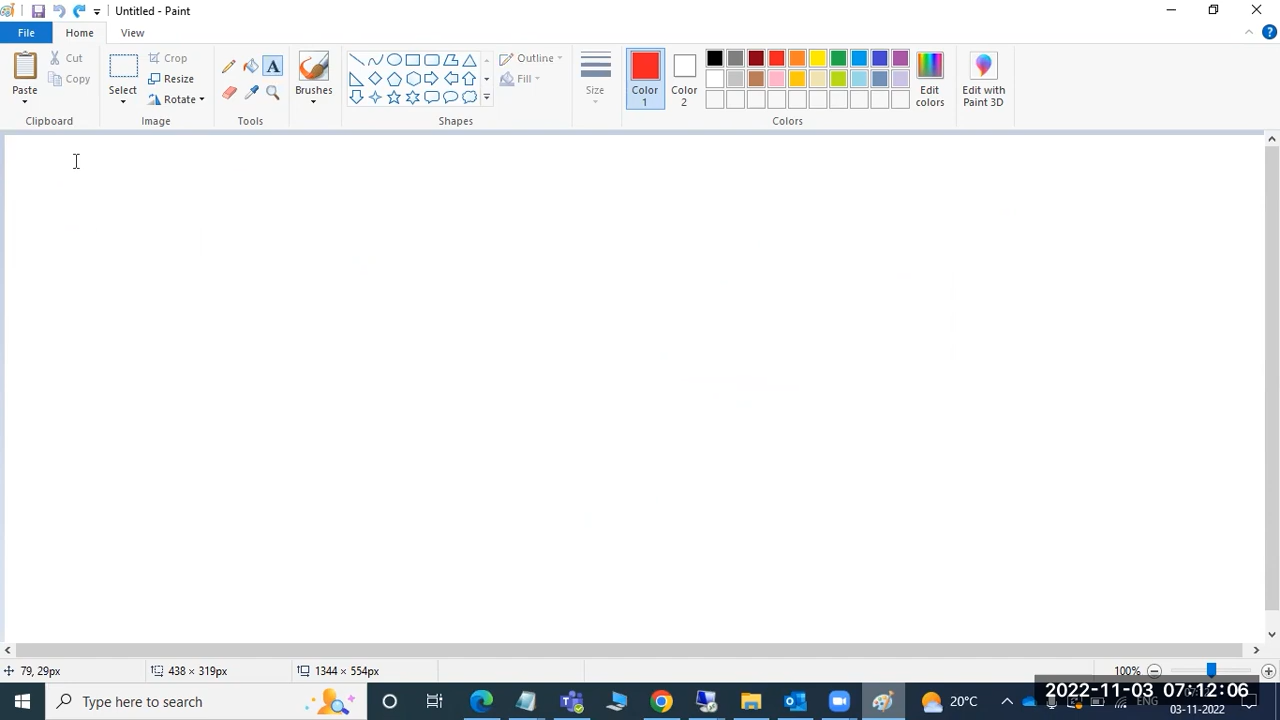 Untitled - Paint
File
Home
View
Paste
Cut
Copy
Clipboard
Select
Crop
Resize
Rotate
Image
A
Tools
Brushes
Outline
Fill
Shapes
Size
Color
1
Color
2
Edit
colors
Colors
Edit with
Paint 3D
79, 29px
438 × 319px
1344 × 554px
100%
Type here to search
20°C
ENG
2022-11-03 07:12:06
03-11-2022